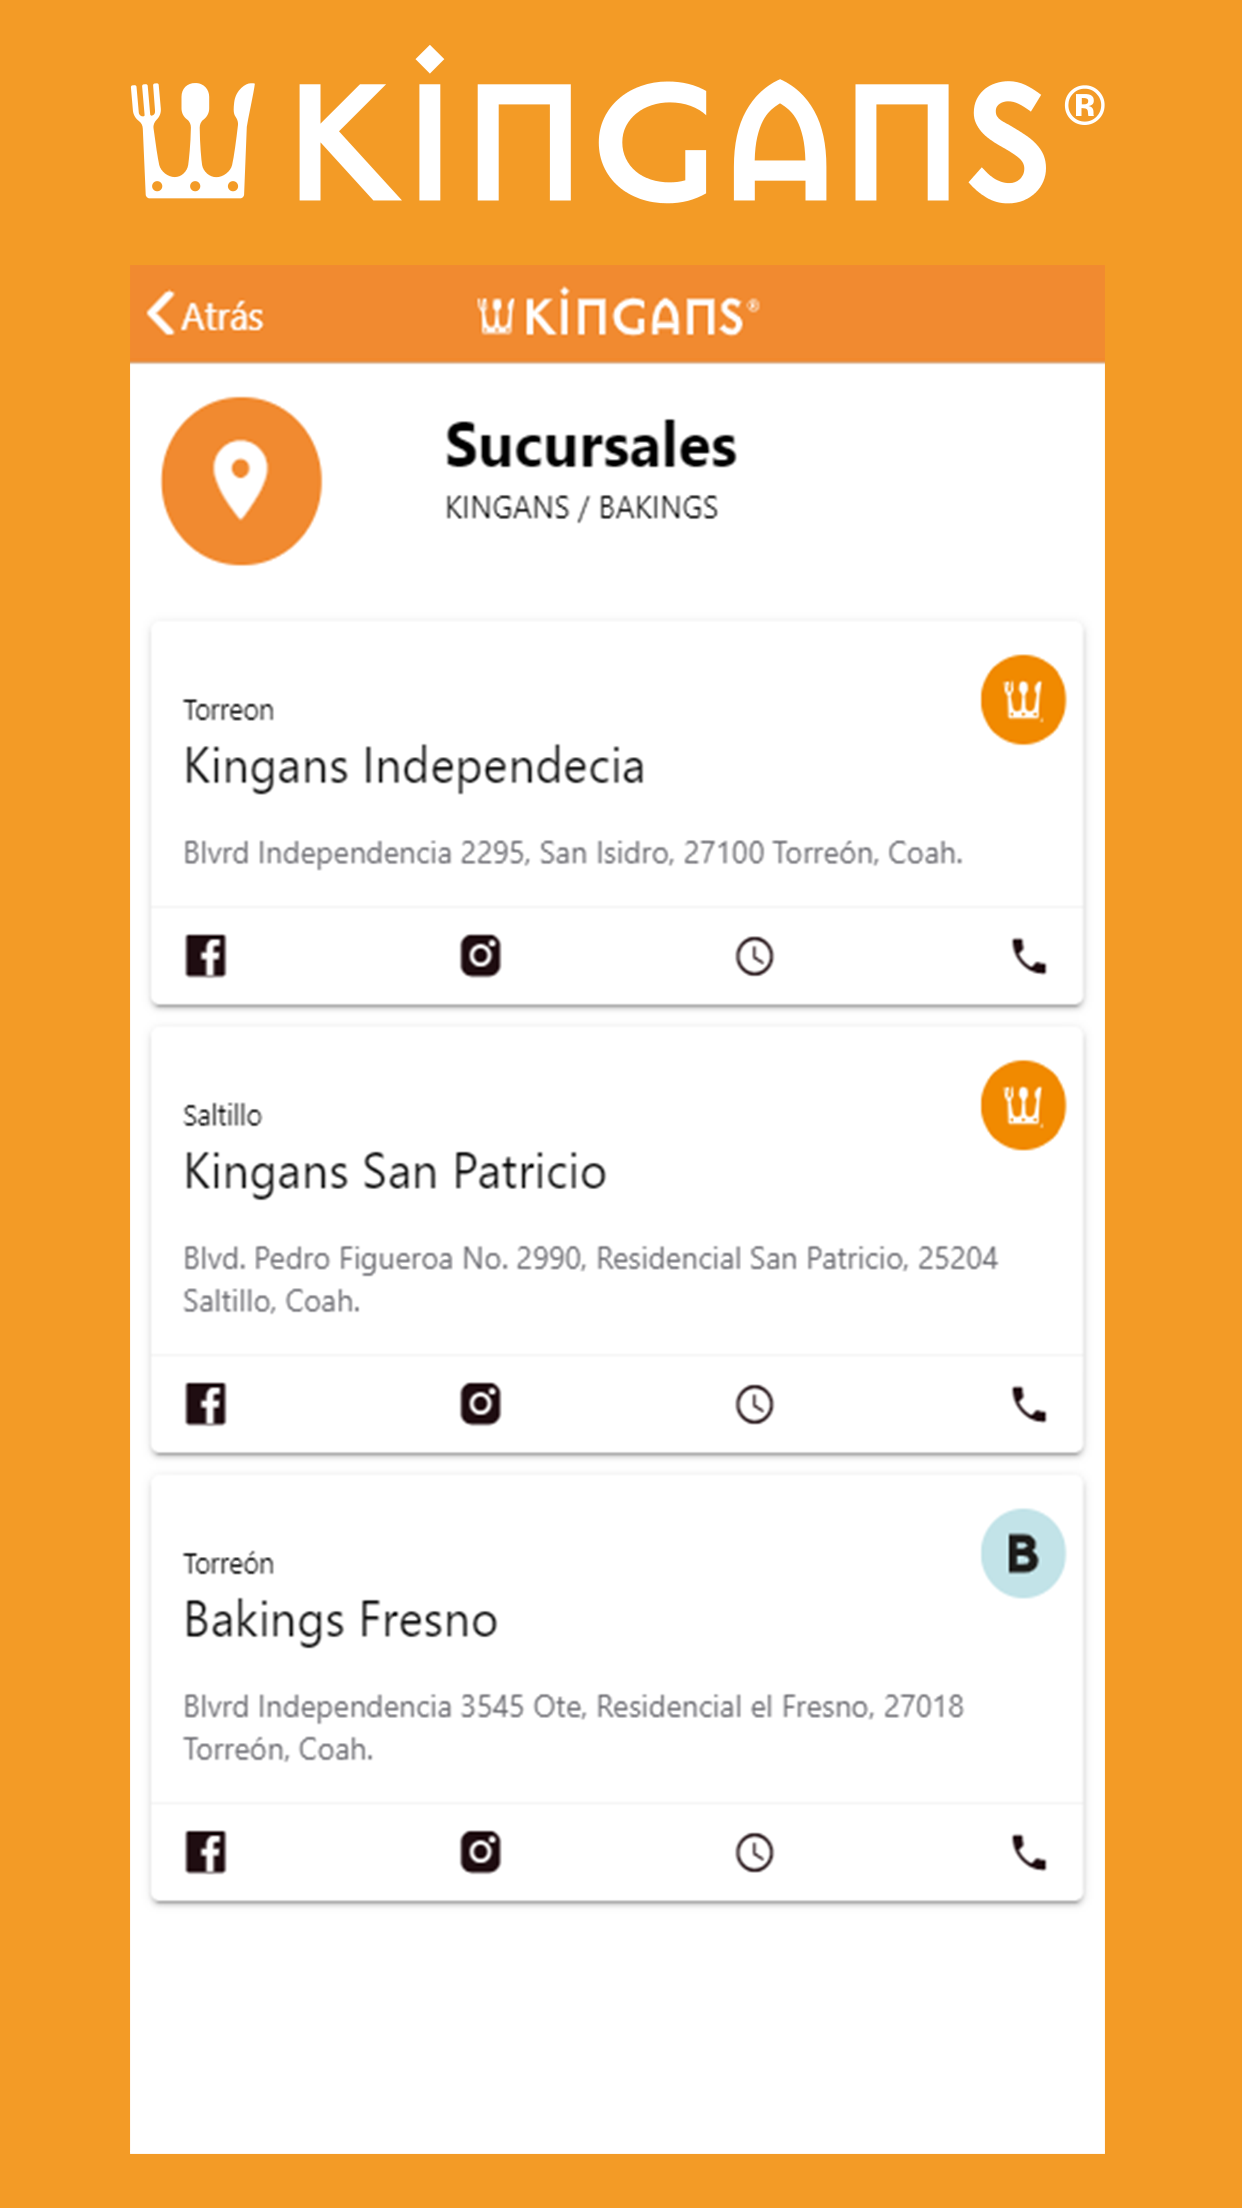 KINGANS®
Atrás
KINGANS®
Sucursales
KINGANS / BAKINGS
Torreon
Kingans Independecia
Blvrd Independencia 2295, San Isidro, 27100 Torreón, Coah.
Saltillo
Kingans San Patricio
Blvd. Pedro Figueroa No. 2990, Residencial San Patricio, 25204
Saltillo, Coah.
B
Torreón
Bakings Fresno
Blvrd Independencia 3545 Ote, Residencial el Fresno, 27018
Torreón, Coah.